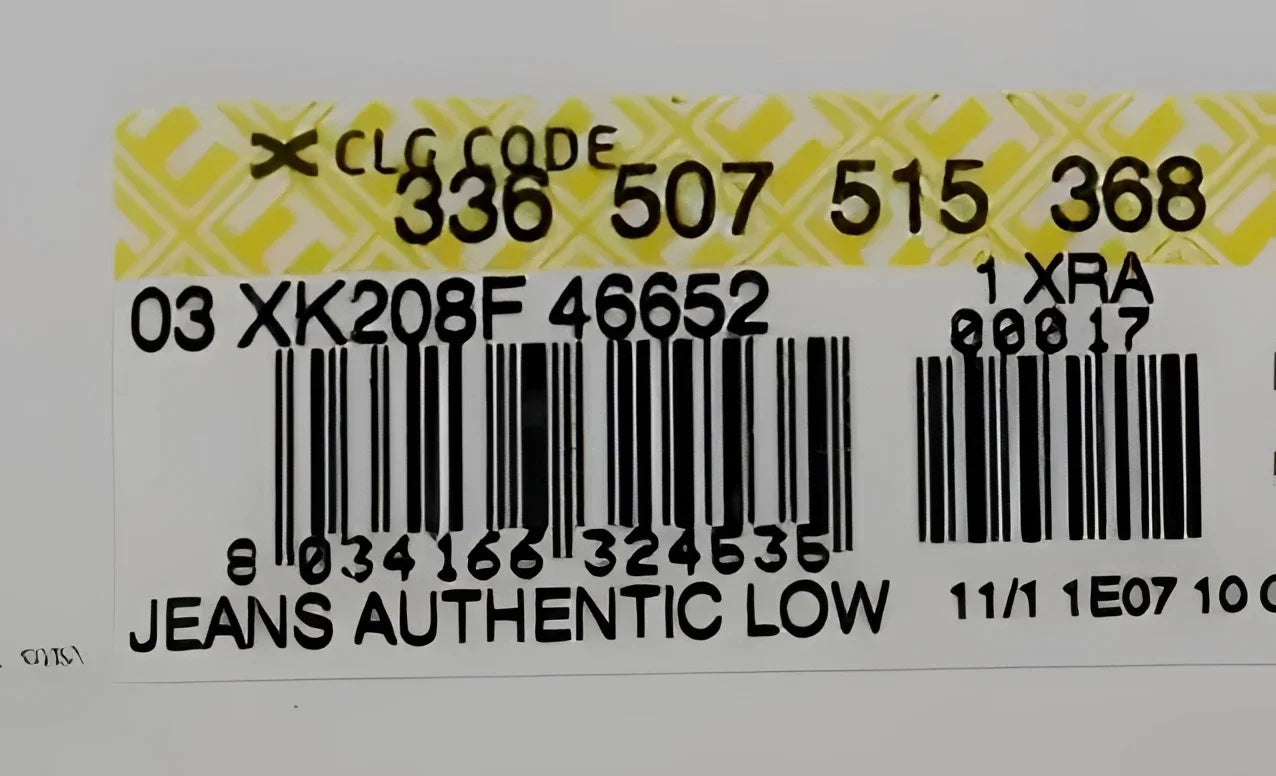 CLG CODE
336 507 515 368
03 XK208F 46652 1 XRA
00017
8 034166 324535
JEANS AUTHENTIC LOW 11/1 1E07 10